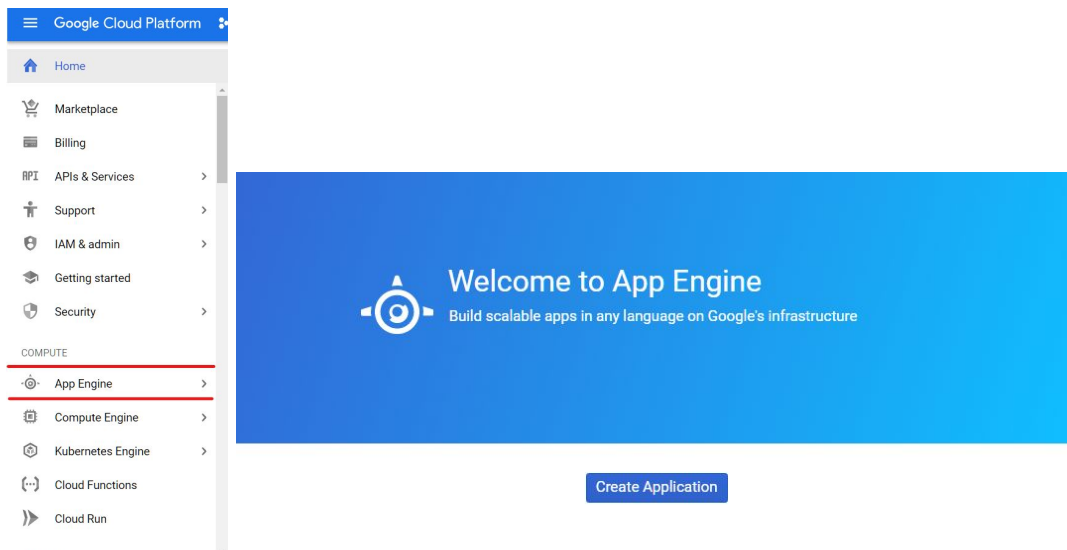 Google Cloud Platform
Home
Marketplace
Billing
API APIs & Services
Support
IAM & admin
Getting started
Security
COMPUTE
App Engine
Compute Engine
Kubernetes Engine
Cloud Functions
Cloud Run
Welcome to App Engine
Build scalable apps in any language on Google's infrastructure
Create Application